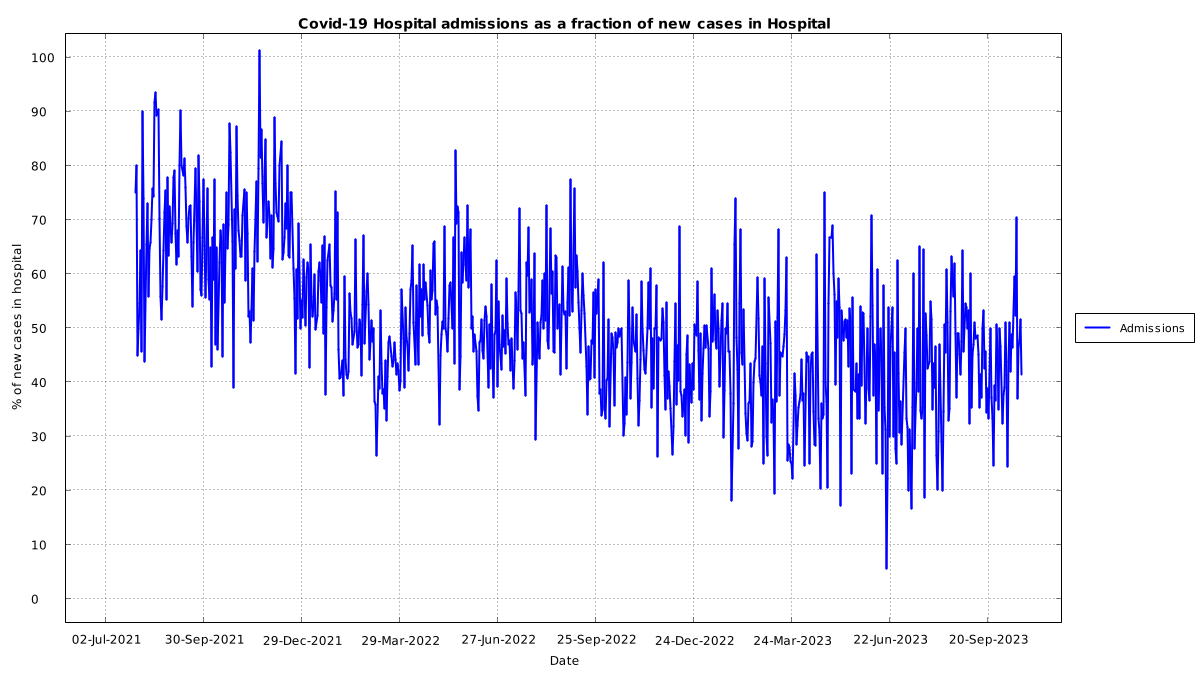 Covid-19 Hospital admissions as a fraction of new cases in Hospital
100
90
80
70
60
50
40
30
20
10
0
% of new cases in hospital
02-Jul-2021 30-Sep-2021 29-Dec-2021 29-Mar-2022 27-Jun-2022 25-Sep-2022 24-Dec-2022 24-Mar-2023 22-Jun-2023 20-Sep-2023
Date
Admissions